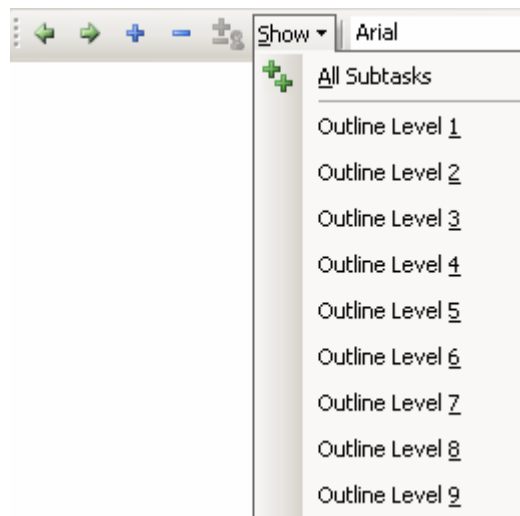 Show Arial
All Subtasks
Outline Level 1
Outline Level 2
Outline Level 3
Outline Level 4
Outline Level 5
Outline Level 6
Outline Level 7
Outline Level 8
Outline Level 9